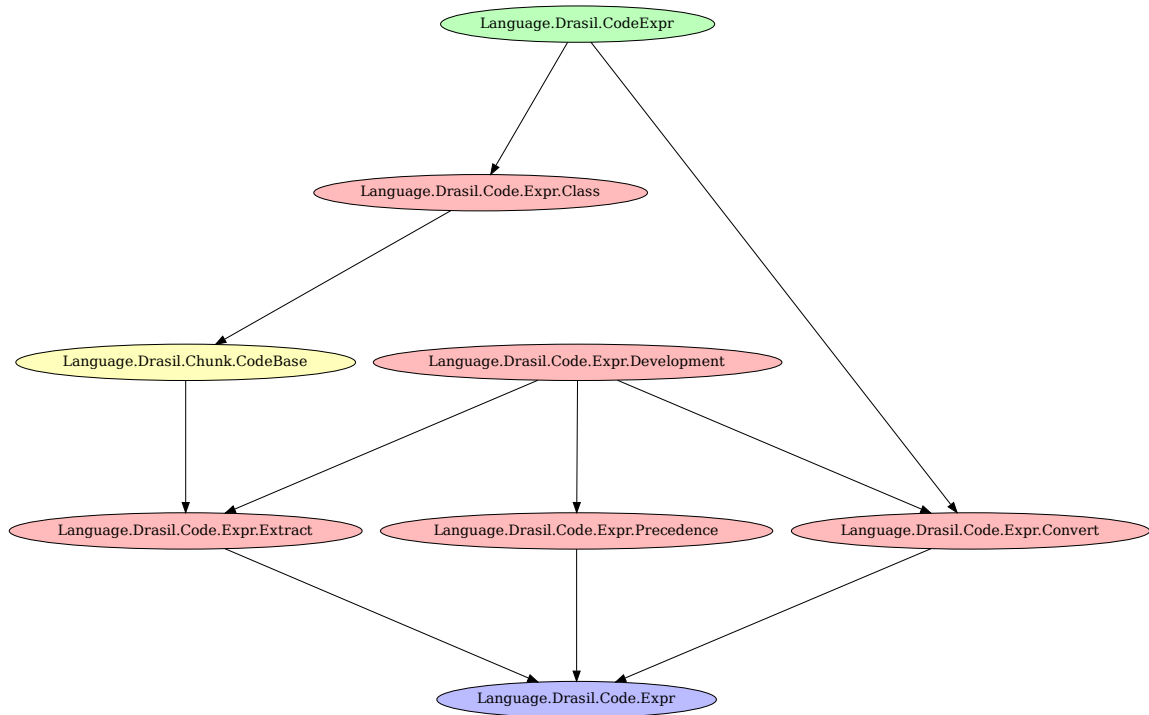 Language.Drasil.CodeExpr
Language.Drasil.Code.Expr.Class
Language.Drasil.Chunk.CodeBase
Language.Drasil.Code.Expr.Development
Language.Drasil.Code.Expr.Extract
Language.Drasil.Code.Expr.Precedence
Language.Drasil.Code.Expr.Convert
Language.Drasil.Code.Expr